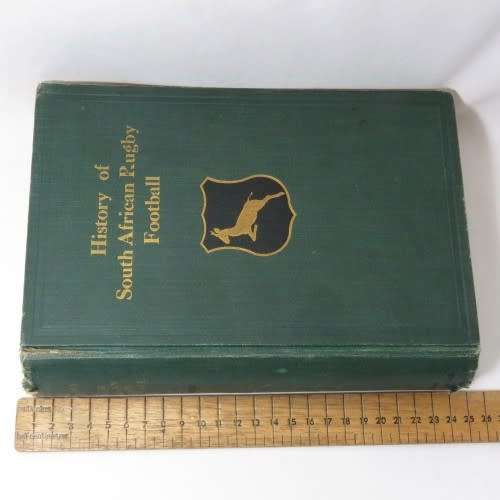 History of
South African Rugby
Football
1 2 3 4 5 6 7 8 9 10 11 12 13 14 15 16 17 18 19 20 21 22 23 24 25 26